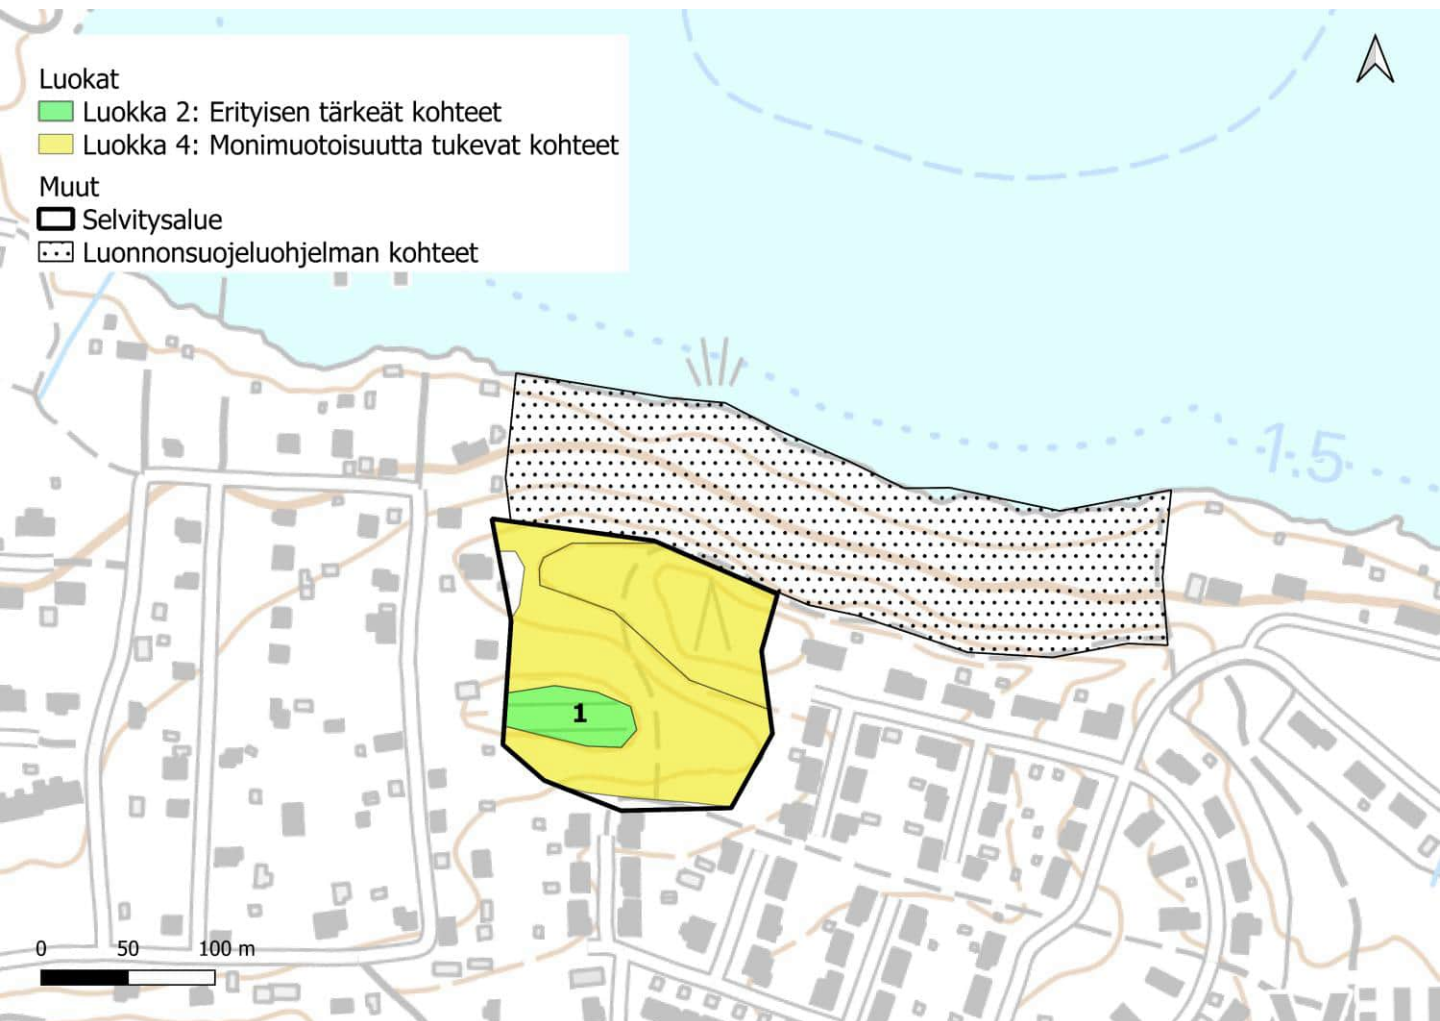 Luokat
Luokka 2: Erityisen tärkeät kohteet
Luokka 4: Monimuotoisuutta tukevat kohteet
Muut
Selvitysalue
Luonnonsuojeluohjelman kohteet
1.5
1
0 50 100 m